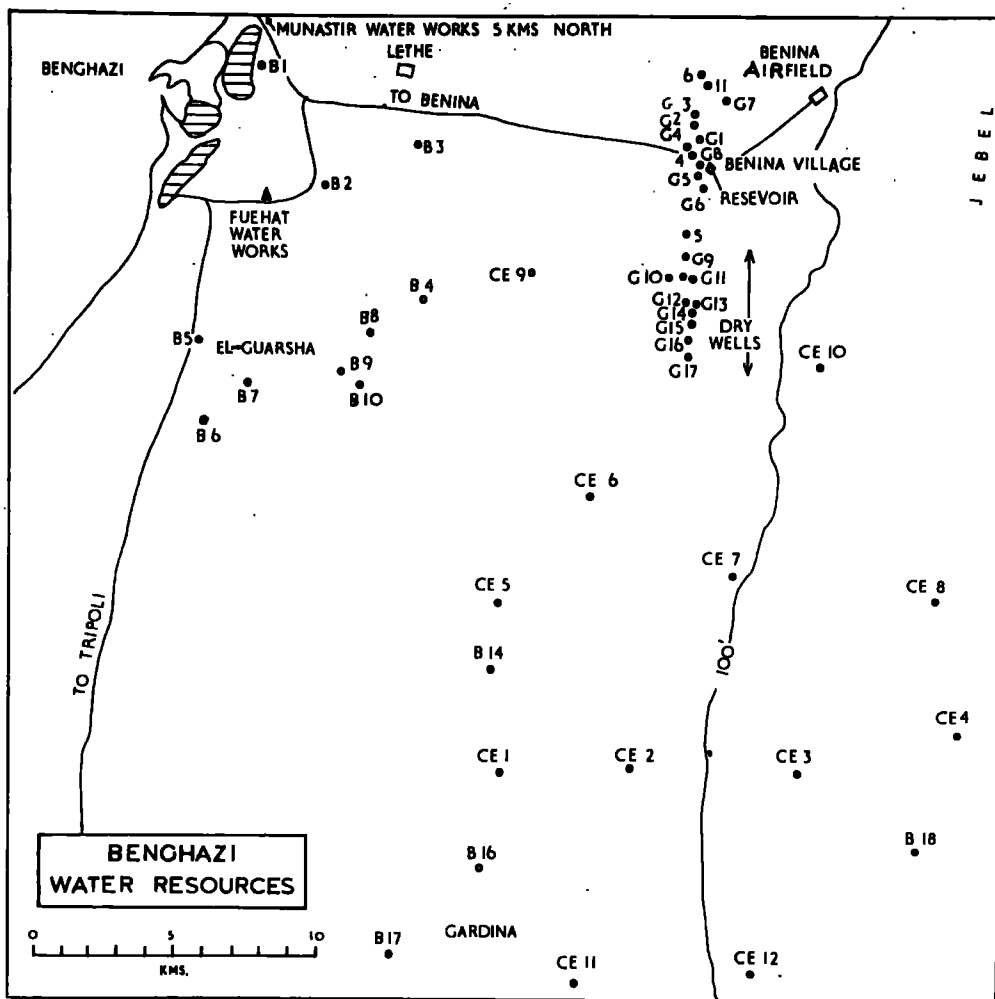 MUNASTIR WATER WORKS 5 KMS NORTH
LETHE
BENGHAZI
B1
TO BENINA
BENINA
AIRFIELD
6
11
G7
G 3
G2
G4
G1
G8
4
BENINA VILLAGE
G5
RESEVOIR
G6
JEBEL
B3
B2
FUEHAT
WATER
WORKS
5
G9
CE 9
G10
G11
B4
G12
G13
G14
G15
G16
G17
DRY
WELLS
B8
B5
EL-GUARSHA
B9
B7
B10
B6
CE 10
CE 6
CE 7
CE 5
CE 8
B14
TO TRIPOLI
100'
CE4
CE1
CE 2
CE 3
B16
B18
BENGHAZI
WATER RESOURCES
0 5 10
KMS.
B17
GARDINA
CE 11
CE 12